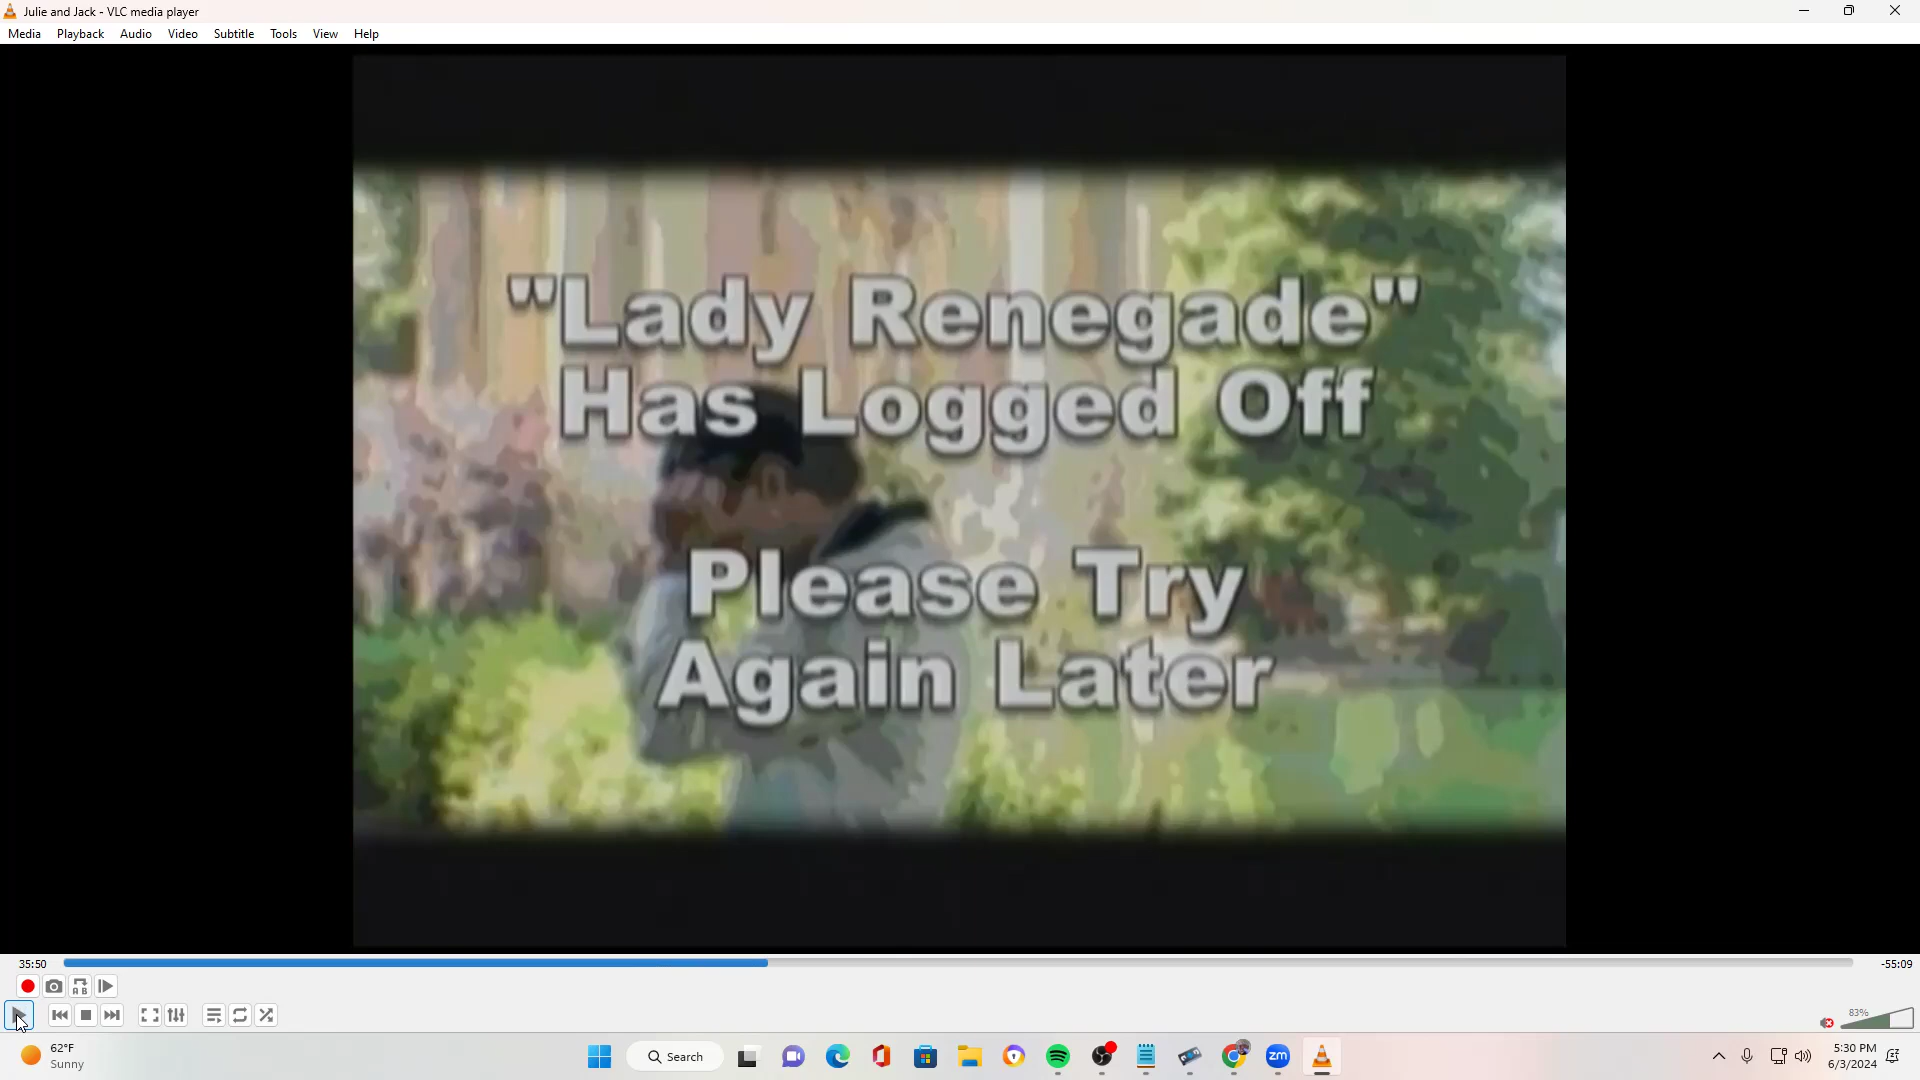 Julie and Jack - VLC media player
Media Playback Audio Video Subtitle Tools View Help
"Lady Renegade"
Has Logged Off
Please Try
Again Later
35:50
-55:09
83%
62°F
Sunny
Search
zm
5:30 PM
6/3/2024